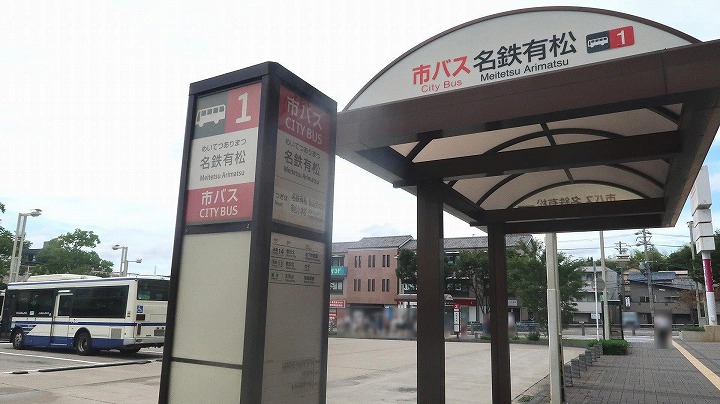 市バス 名鉄有松 1
City Bus Meitetsu Arimatsu
1
めいてつありまつ
名鉄有松
Meitetsu Arimatsu
市バス
CITY BUS
市バス
CITY BUS
めいてつありまつ
名鉄有松
Meitetsu Arimatsu